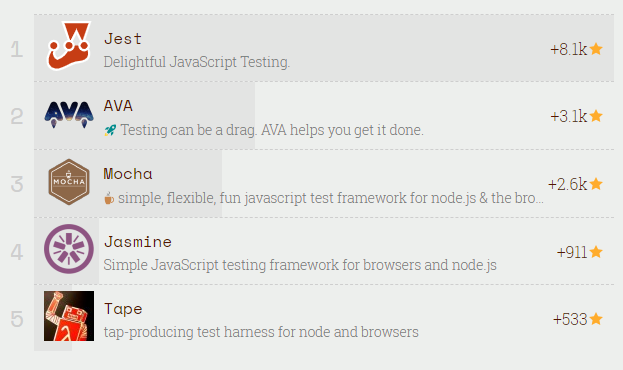 1
Jest
Delightful JavaScript Testing.
+8.1k
2
AVA
AVA
🚀 Testing can be a drag. AVA helps you get it done.
+3.1k
3
MOCHA
Mocha
☕ simple, flexible, fun javascript test framework for node.js & the bro...
+2.6k
4
Jasmine
Simple JavaScript testing framework for browsers and node.js
+911
5
Tape
tap-producing test harness for node and browsers
+533